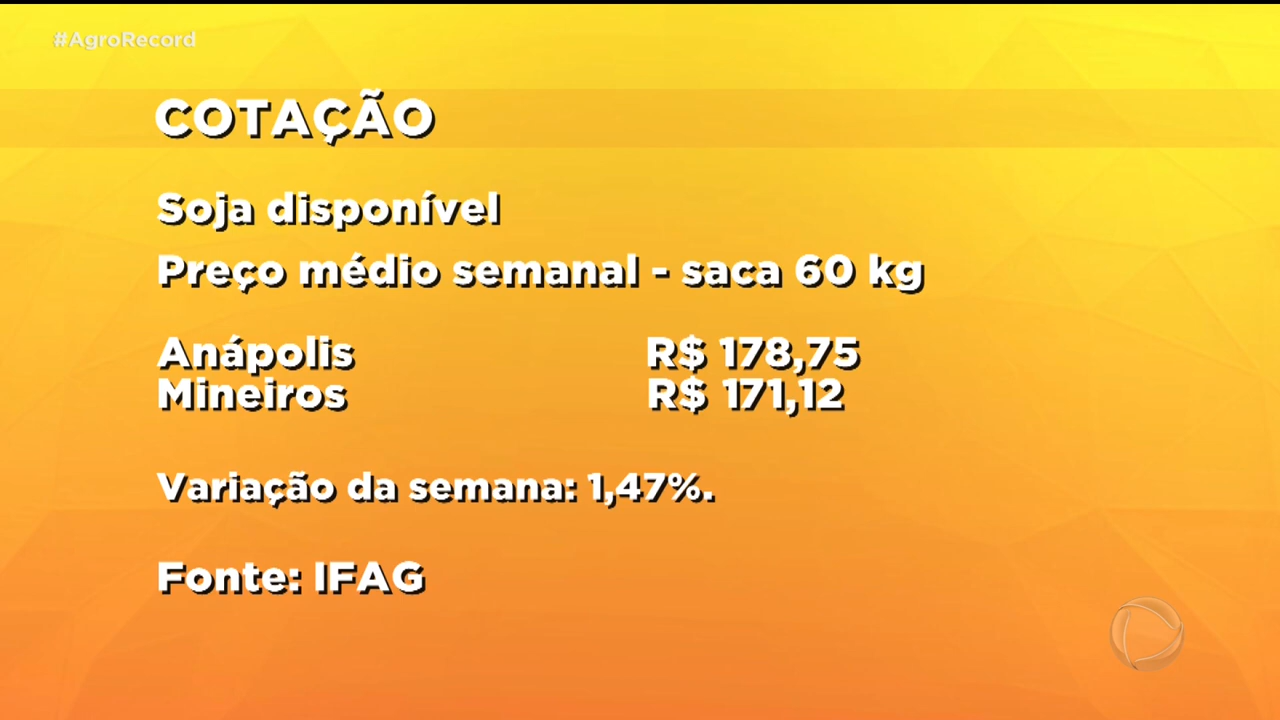 #AgroRecord
COTAÇÃO
Soja disponível
Preço médio semanal - saca 60 kg
Anápolis R$ 178,75
Mineiros R$ 171,12
Variação da semana: 1,47%.
Fonte: IFAG